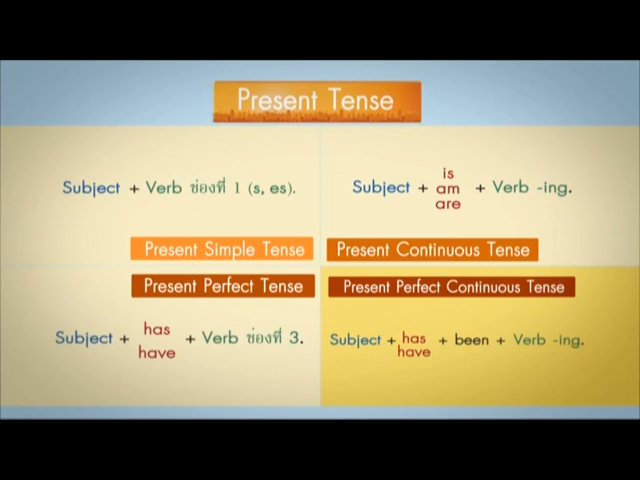 Present Tense
Subject + Verb ช่องที่ 1 (s, es).
Subject + is am are + Verb -ing.
Present Simple Tense
Present Continuous Tense
Present Perfect Tense
Present Perfect Continuous Tense
Subject + has have + Verb ช่องที่ 3.
Subject + has have + been + Verb -ing.